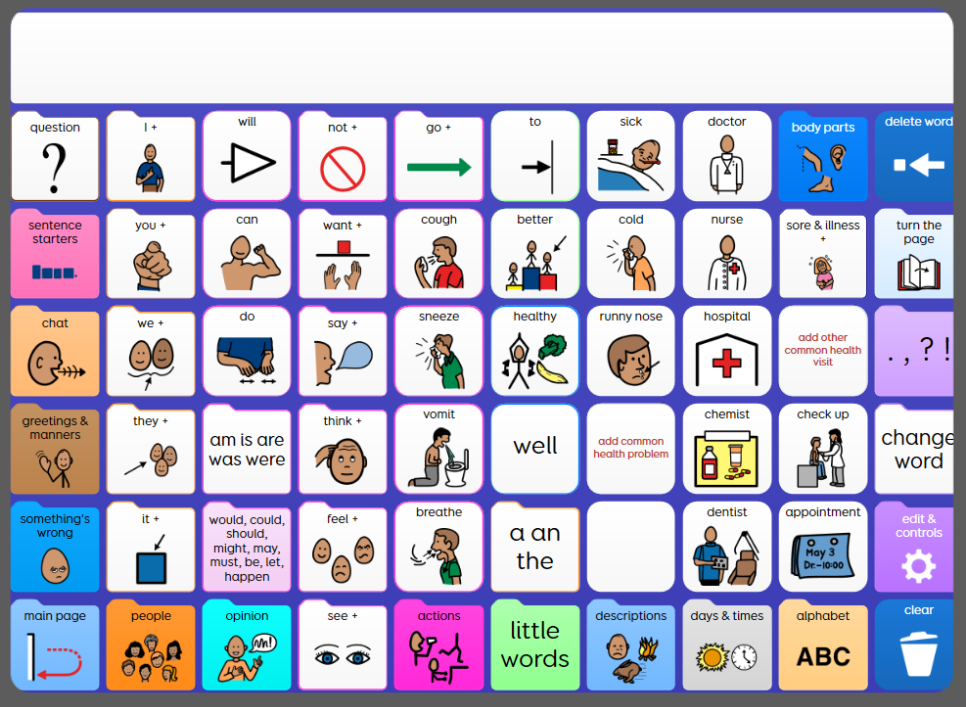 question
I +
will
not +
go +
to
sick
doctor
body parts
delete word
sentence
starters
you +
can
want +
cough
better
cold
nurse
sore & illness
+
turn the
page
chat
we +
do
say +
sneeze
healthy
runny nose
hospital
add other
common health
visit
. , ? !
greetings &
manners
they +
am is are
was were
think +
vomit
well
add common
health problem
chemist
check up
change
word
something's
wrong
it +
would, could,
should,
might, may,
must, be, let,
happen
feel +
breathe
a an
the
dentist
appointment
May 3
Dr.-10:00
edit &
controls
main page
people
opinion
mm!
see +
actions
little
words
descriptions
days & times
alphabet
ABC
clear